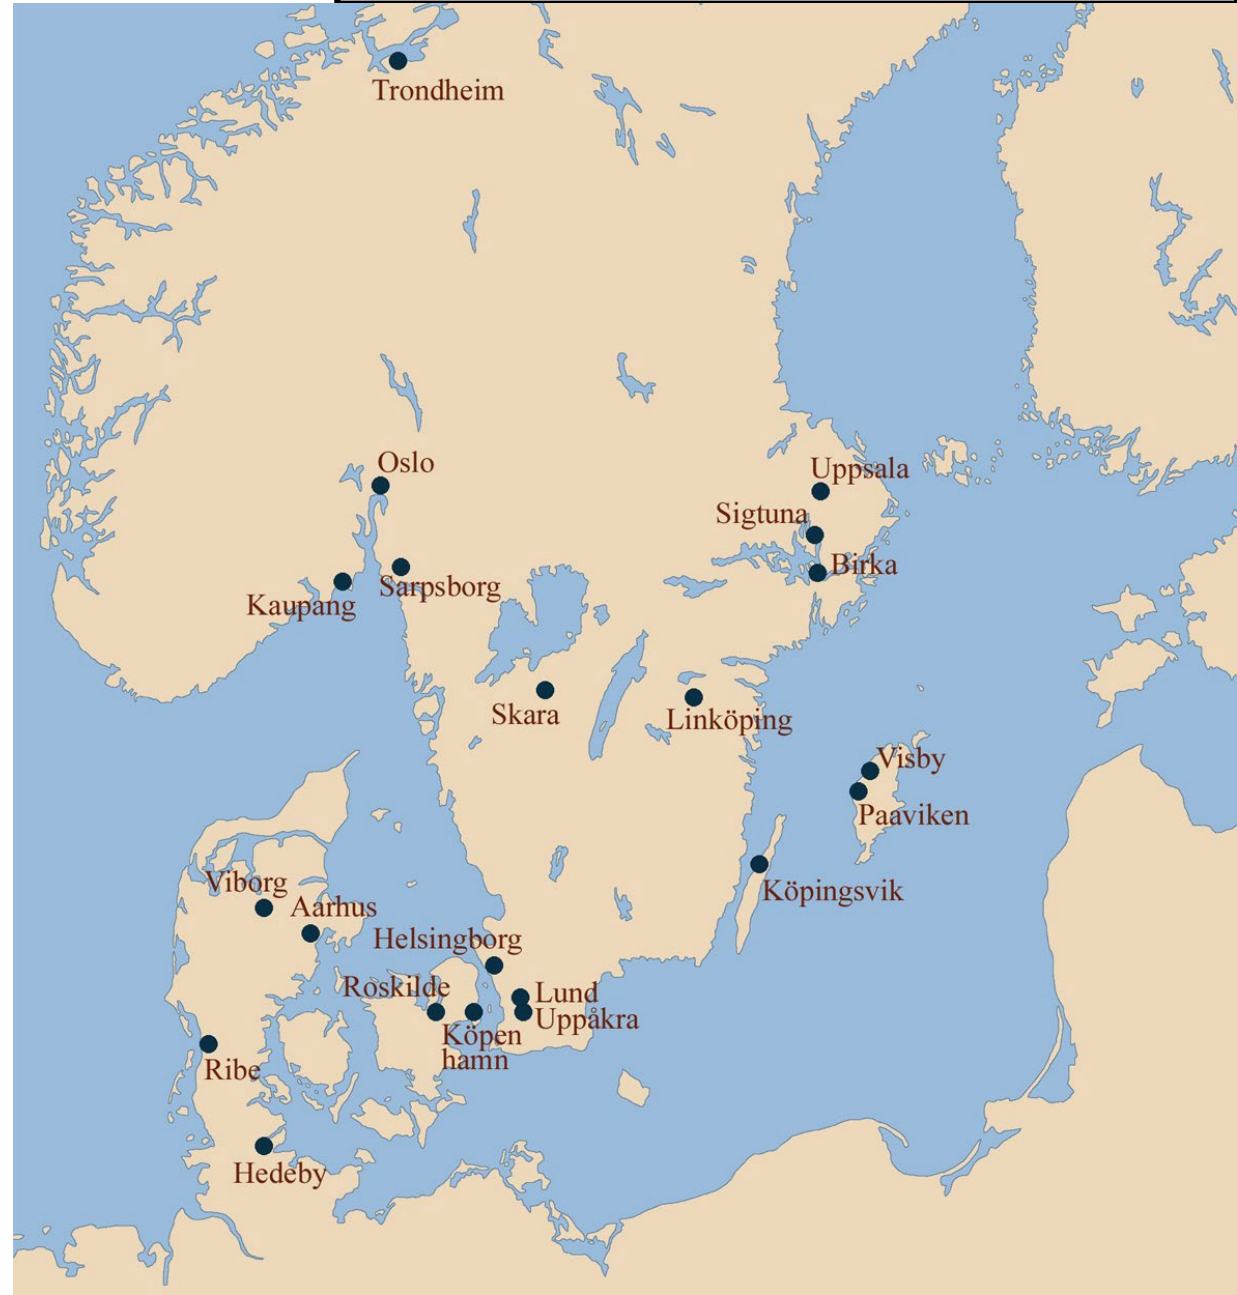 Trondheim
Oslo
Uppsala
Sigtuna
Birka
Sarpsborg
Kaupang
Skara
Linköping
Visby
Paaviken
Viborg
Köpingsvik
Aarhus
Helsingborg
Roskilde
Lund
Uppåkra
Köpen
hamn
Ribe
Hedeby